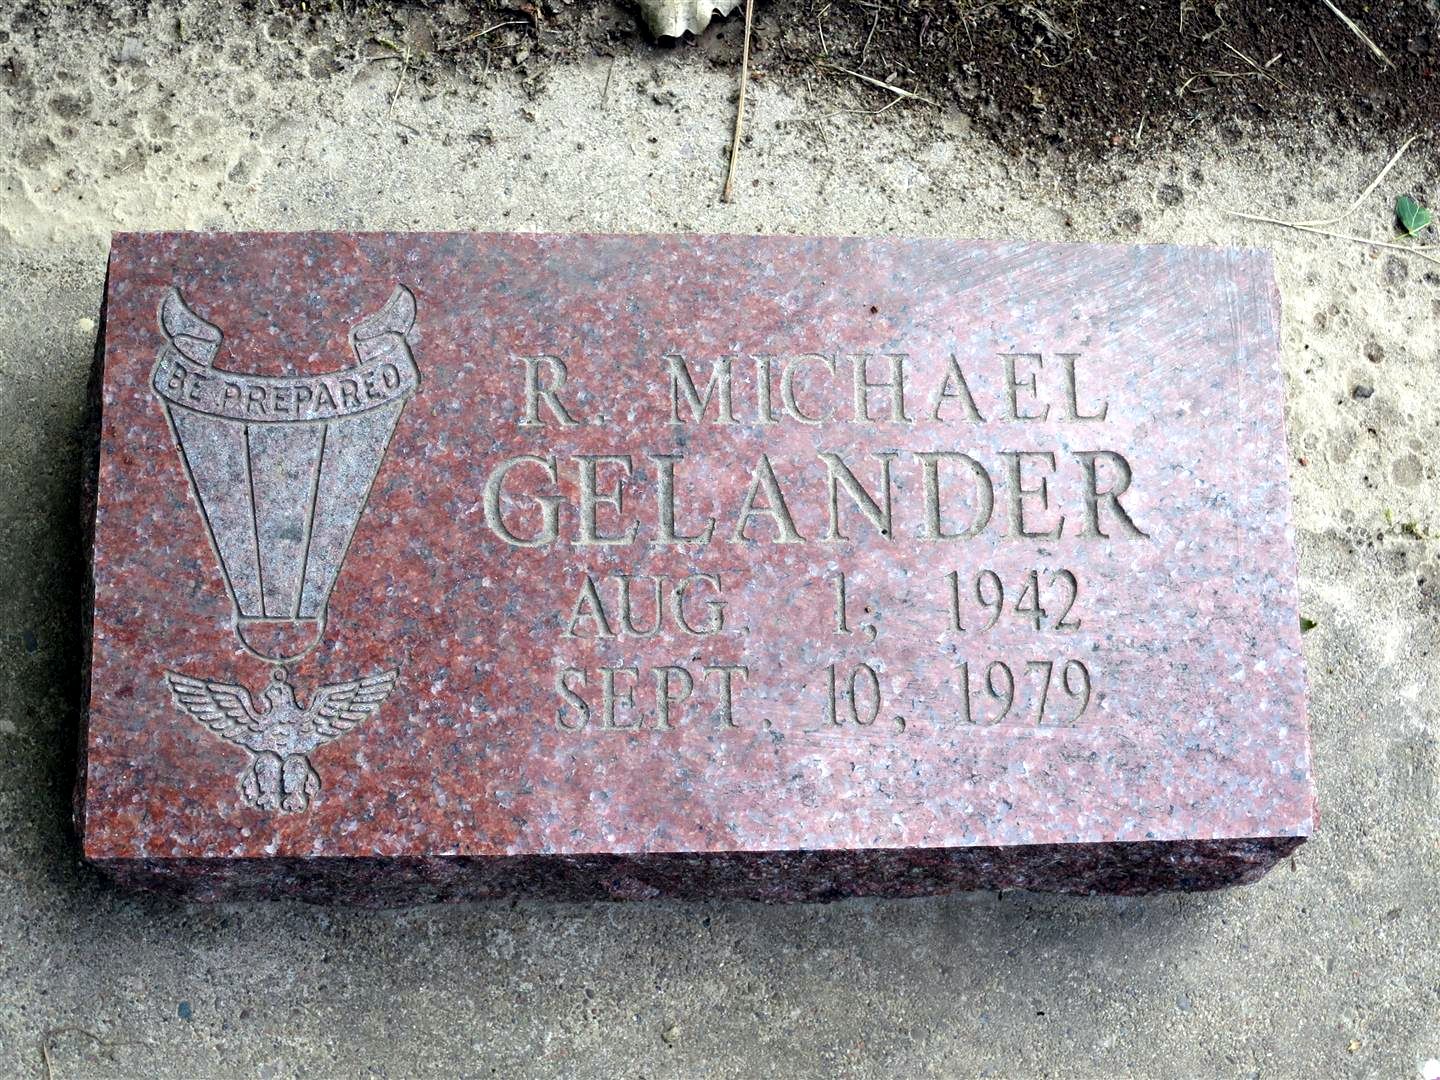 BE PREPARED
R. MICHAEL
GELANDER
AUG. 1, 1942
SEPT. 10, 1979